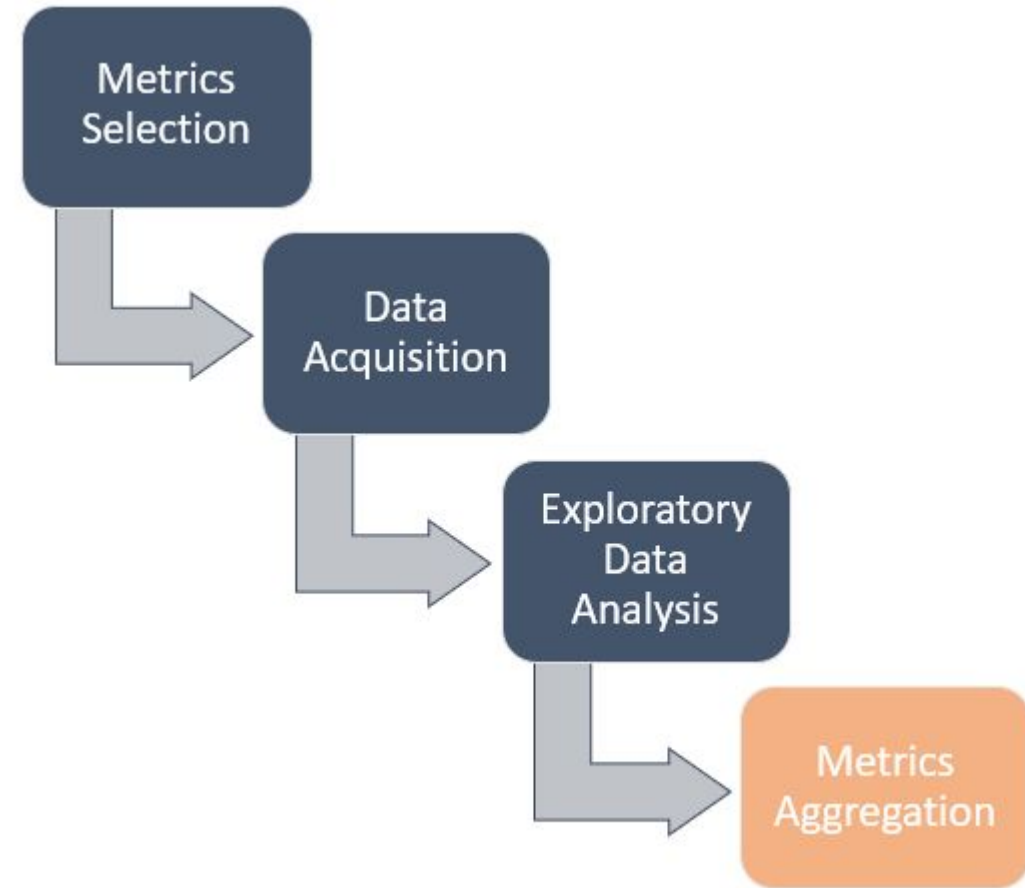 Metrics
Selection
Data
Acquisition
Exploratory
Data
Analysis
Metrics
Aggregation